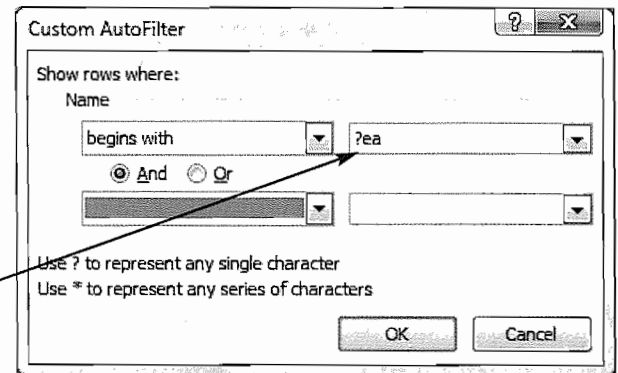 Custom AutoFilter
Show rows where:
Name
begins with ?ea
And Or
Use ? to represent any single character
Use * to represent any series of characters
OK Cancel